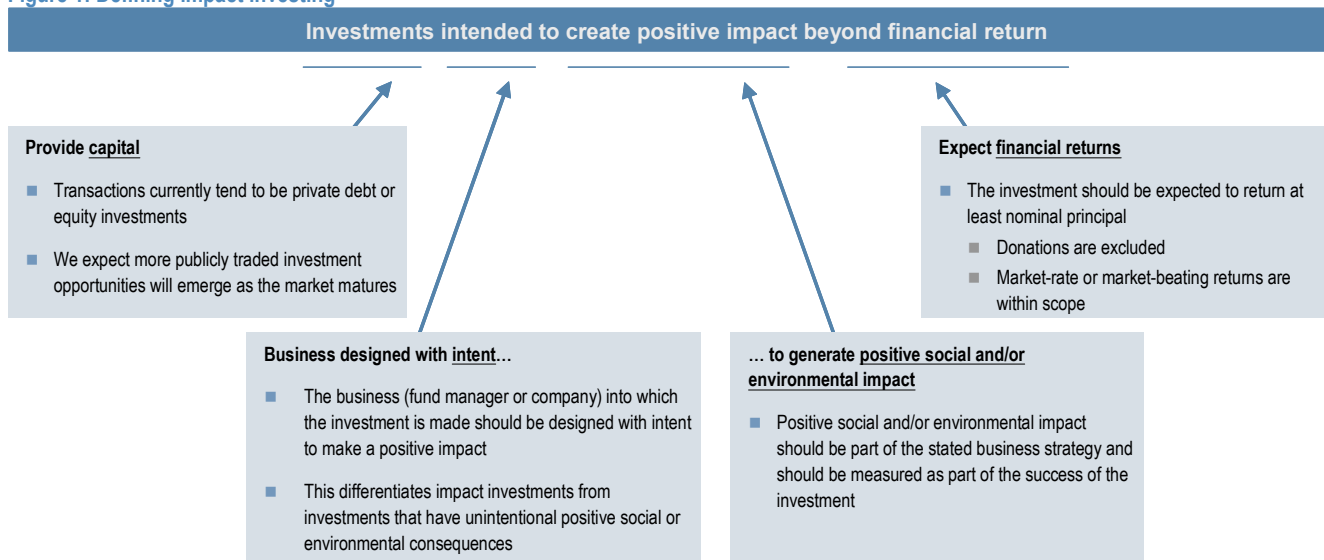 Figure 1: Defining Impact Investing
Investments intended to create positive impact beyond financial return
Provide capital
Transactions currently tend to be private debt or
equity investments
We expect more publicly traded investment
opportunities will emerge as the market matures
Expect financial returns
The investment should be expected to return at
least nominal principal
Donations are excluded
Market-rate or market-beating returns are
within scope
Business designed with intent…
The business (fund manager or company) into which
the investment is made should be designed with intent
to make a positive impact
This differentiates impact investments from
investments that have unintentional positive social or
environmental consequences
… to generate positive social and/or
environmental impact
Positive social and/or environmental impact
should be part of the stated business strategy and
should be measured as part of the success of the
investment